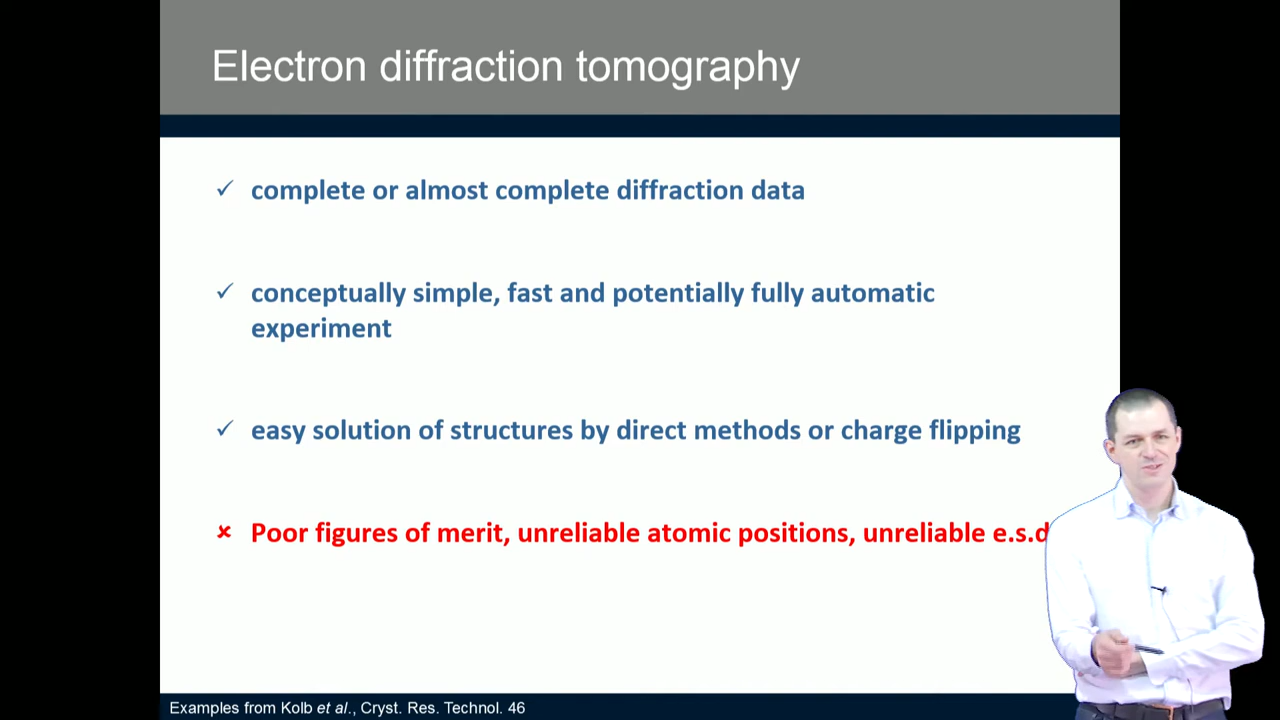 Electron diffraction tomography
✓ complete or almost complete diffraction data
✓ conceptually simple, fast and potentially fully automatic
experiment
✓ easy solution of structures by direct methods or charge flipping
× Poor figures of merit, unreliable atomic positions, unreliable e.s.d
Examples from Kolb et al., Cryst. Res. Technol. 46